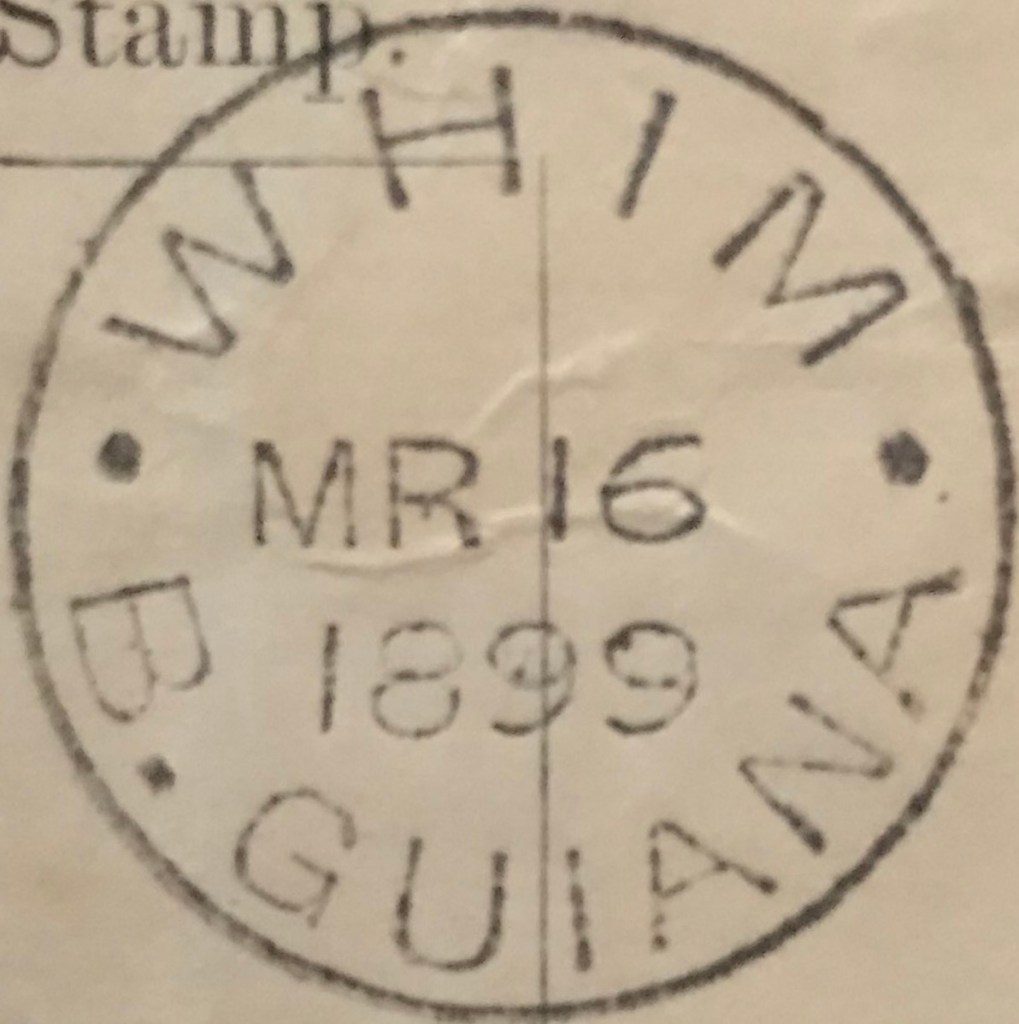 Stamp.
WHIM
MR 16
1899
B. GUIANA